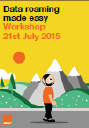 Data roaming
made easy
Workshop
21st July 2015